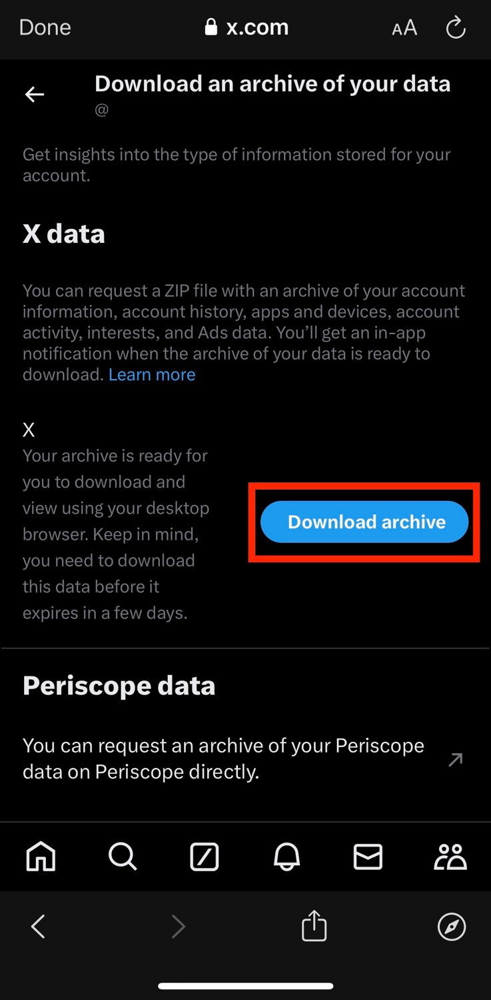 Done
x.com
AA
Download an archive of your data
@
Get insights into the type of information stored for your
account.
X data
You can request a ZIP file with an archive of your account
information, account history, apps and devices, account
activity, interests, and Ads data. You’ll get an in-app
notification when the archive of your data is ready to
download. Learn more
X
Your archive is ready for
you to download and
view using your desktop
browser. Keep in mind,
you need to download
this data before it
expires in a few days.
Download archive
Periscope data
You can request an archive of your Periscope
data on Periscope directly.